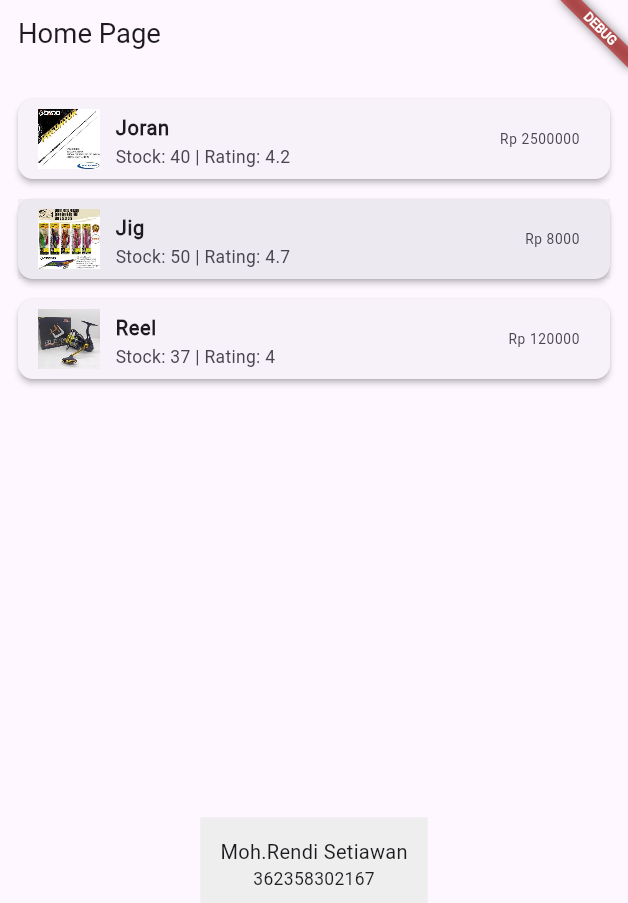 Home Page
DEBUG
Joran
Stock: 40 | Rating: 4.2
Rp 2500000
Jig
Stock: 50 | Rating: 4.7
Rp 8000
Reel
Stock: 37 | Rating: 4
Rp 120000
Moh.Rendi Setiawan
362358302167